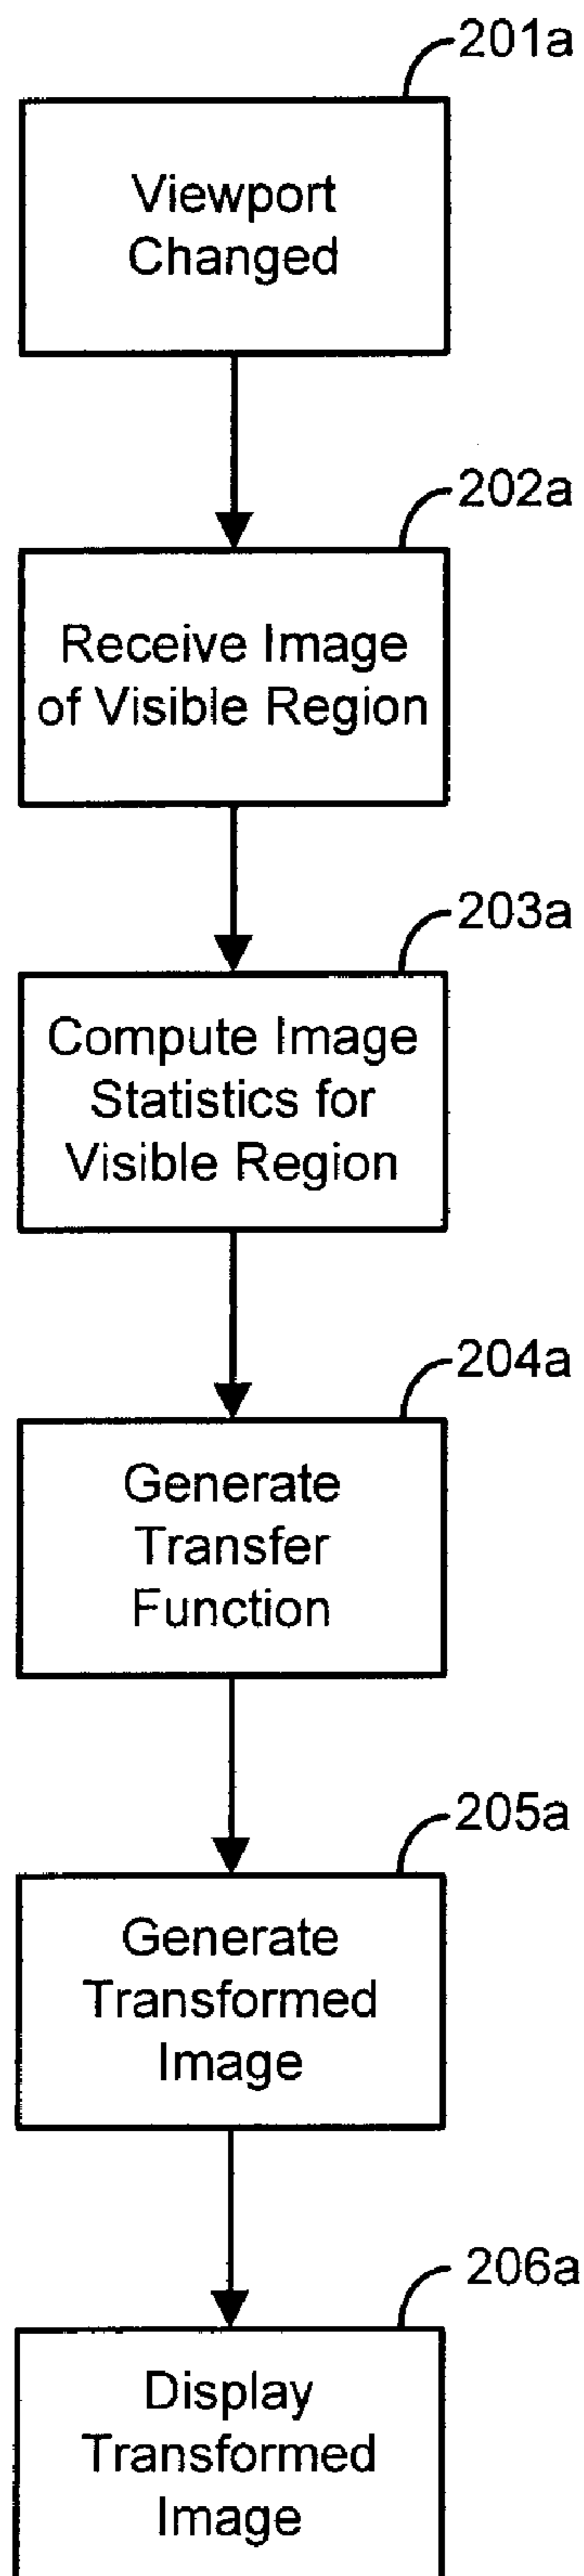 201a
Viewport
Changed
202a
Receive Image
of Visible Region
203a
Compute Image
Statistics for
Visible Region
204a
Generate
Transfer
Function
205a
Generate
Transformed
Image
206a
Display
Transformed
Image